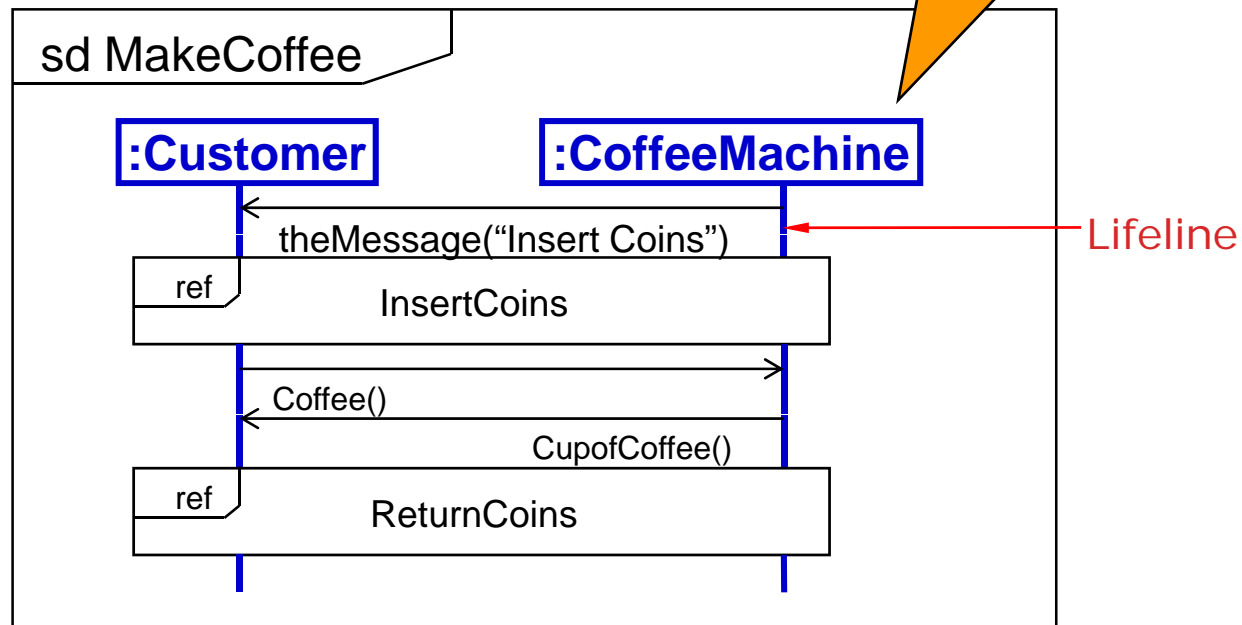 sd MakeCoffee
:Customer
:CoffeeMachine
theMessage(“Insert Coins”)
Lifeline
ref
InsertCoins
Coffee()
CupofCoffee()
ref
ReturnCoins